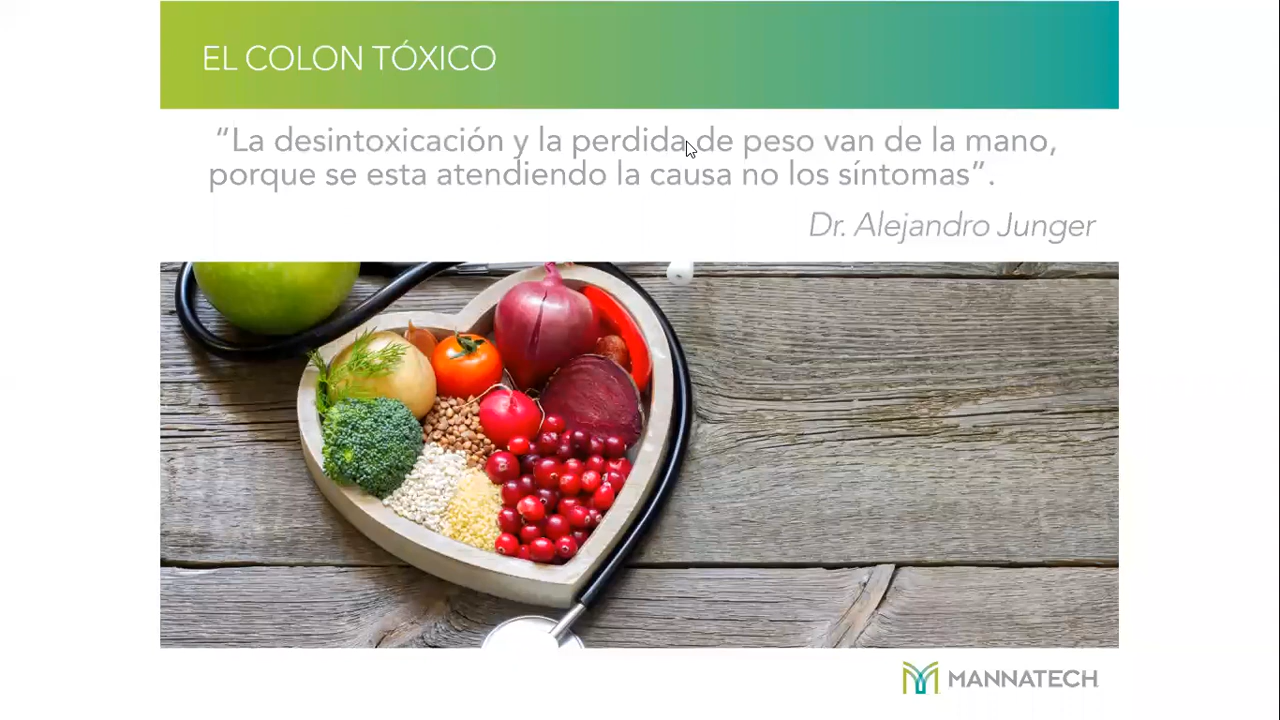 EL COLON TÓXICO
“La desintoxicación y la perdida de peso van de la mano,
porque se esta atendiendo la causa no los síntomas”.
Dr. Alejandro Junger
MANNATECH